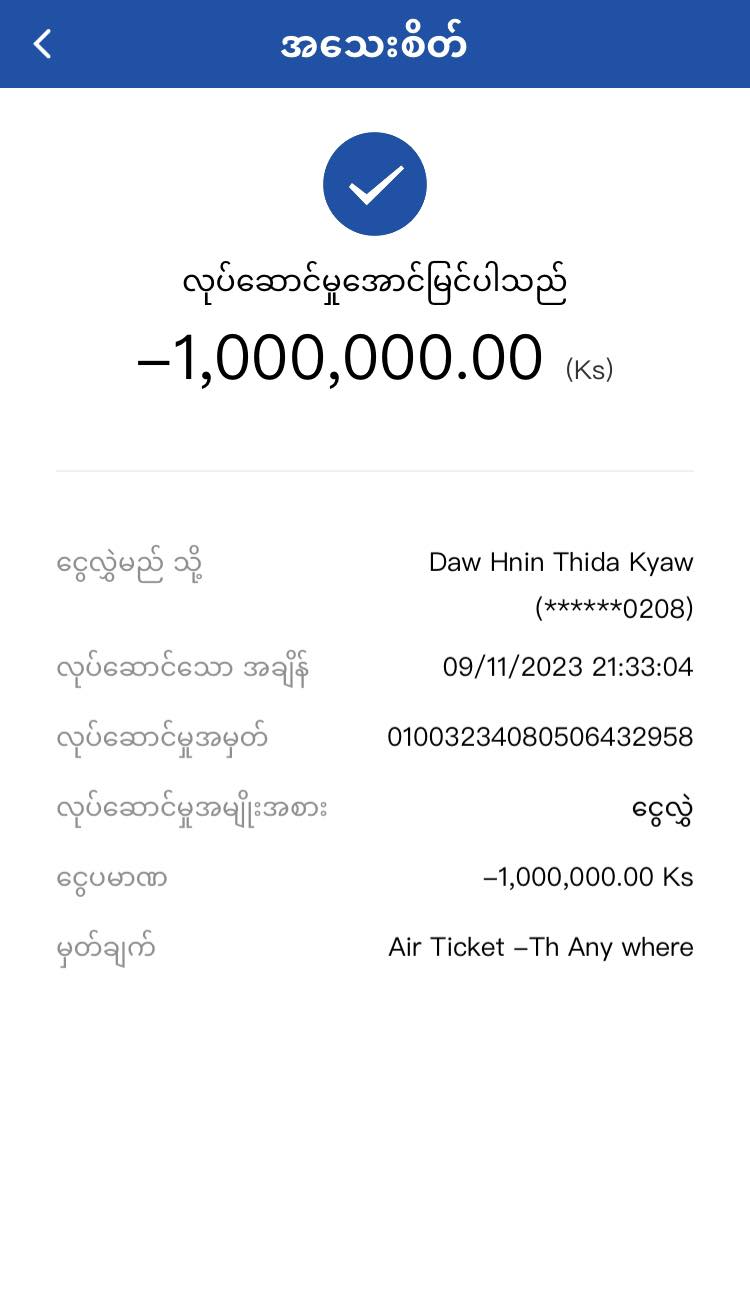 အသေးစိတ်
လုပ်ဆောင်မှုအောင်မြင်ပါသည်
–1,000,000.00 (Ks)
ငွေလွှဲမည် သို့ Daw Hnin Thida Kyaw
(******0208)
လုပ်ဆောင်သော အချိန် 09/11/2023 21:33:04
လုပ်ဆောင်မှုအမှတ် 01003234080506432958
လုပ်ဆောင်မှုအမျိုးအစား ငွေလွှဲ
ငွေပမာဏ –1,000,000.00 Ks
မှတ်ချက် Air Ticket –Th Any where